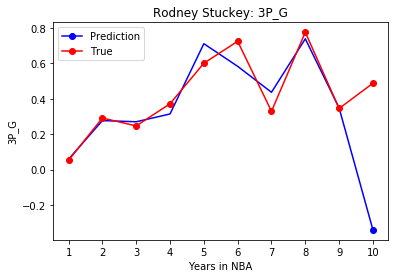 Rodney Stuckey: 3P_G
Prediction
True
0.8
0.6
0.4
0.2
0.0
−0.2
3P_G
1 2 3 4 5 6 7 8 9 10
Years in NBA